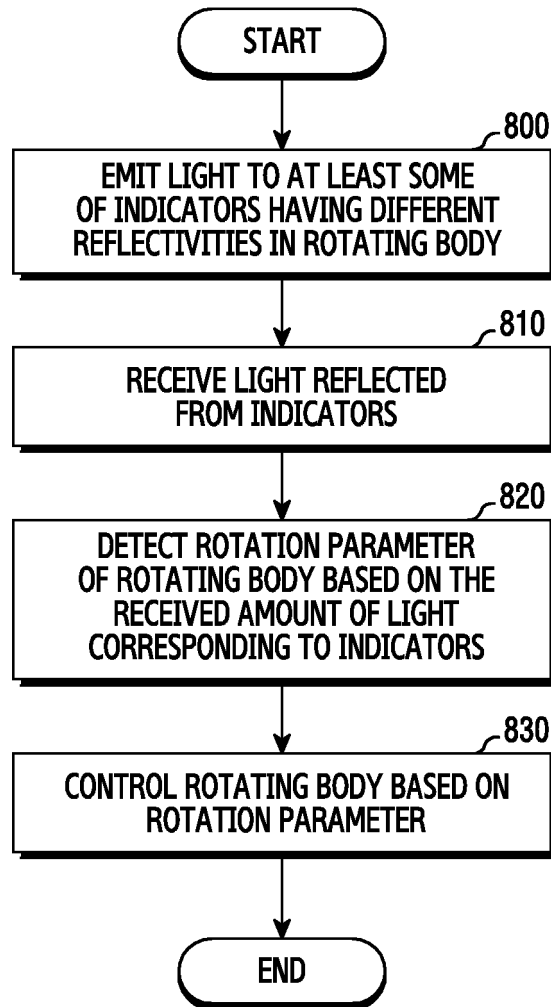 START
800
EMIT LIGHT TO AT LEAST SOME
OF INDICATORS HAVING DIFFERENT
REFLECTIVITIES IN ROTATING BODY
810
RECEIVE LIGHT REFLECTED
FROM INDICATORS
820
DETECT ROTATION PARAMETER
OF ROTATING BODY BASED ON THE
RECEIVED AMOUNT OF LIGHT
CORRESPONDING TO INDICATORS
830
CONTROL ROTATING BODY BASED ON
ROTATION PARAMETER
END